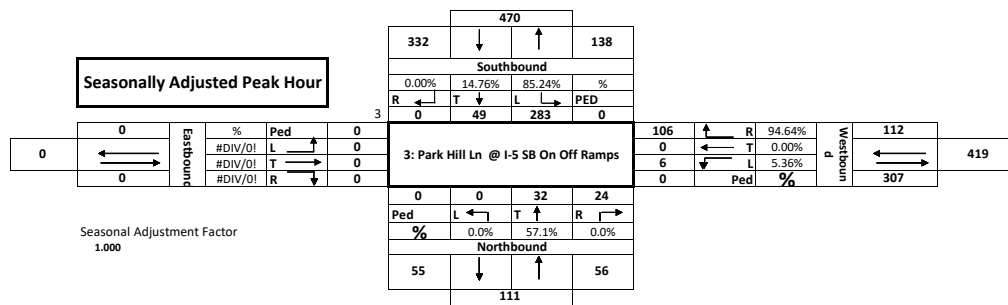 470
332 138
Southbound
Seasonally Adjusted Peak Hour
0.00% 14.76% 85.24% %
R T L PED
3 0 49 283 0
0 Eastbound % Ped 0 3: Park Hill Ln @ I-5 SB On Off Ramps 106 R 94.64% Westboun d 112
0 #DIV/0! L 0 0 T 0.00% 419
#DIV/0! T 0 6 L 5.36%
0 #DIV/0! R 0 0 Ped % 307
0 0 32 24
Ped L T R
% 0.0% 57.1% 0.0%
Seasonal Adjustment Factor
1.000
Northbound
55 56
111